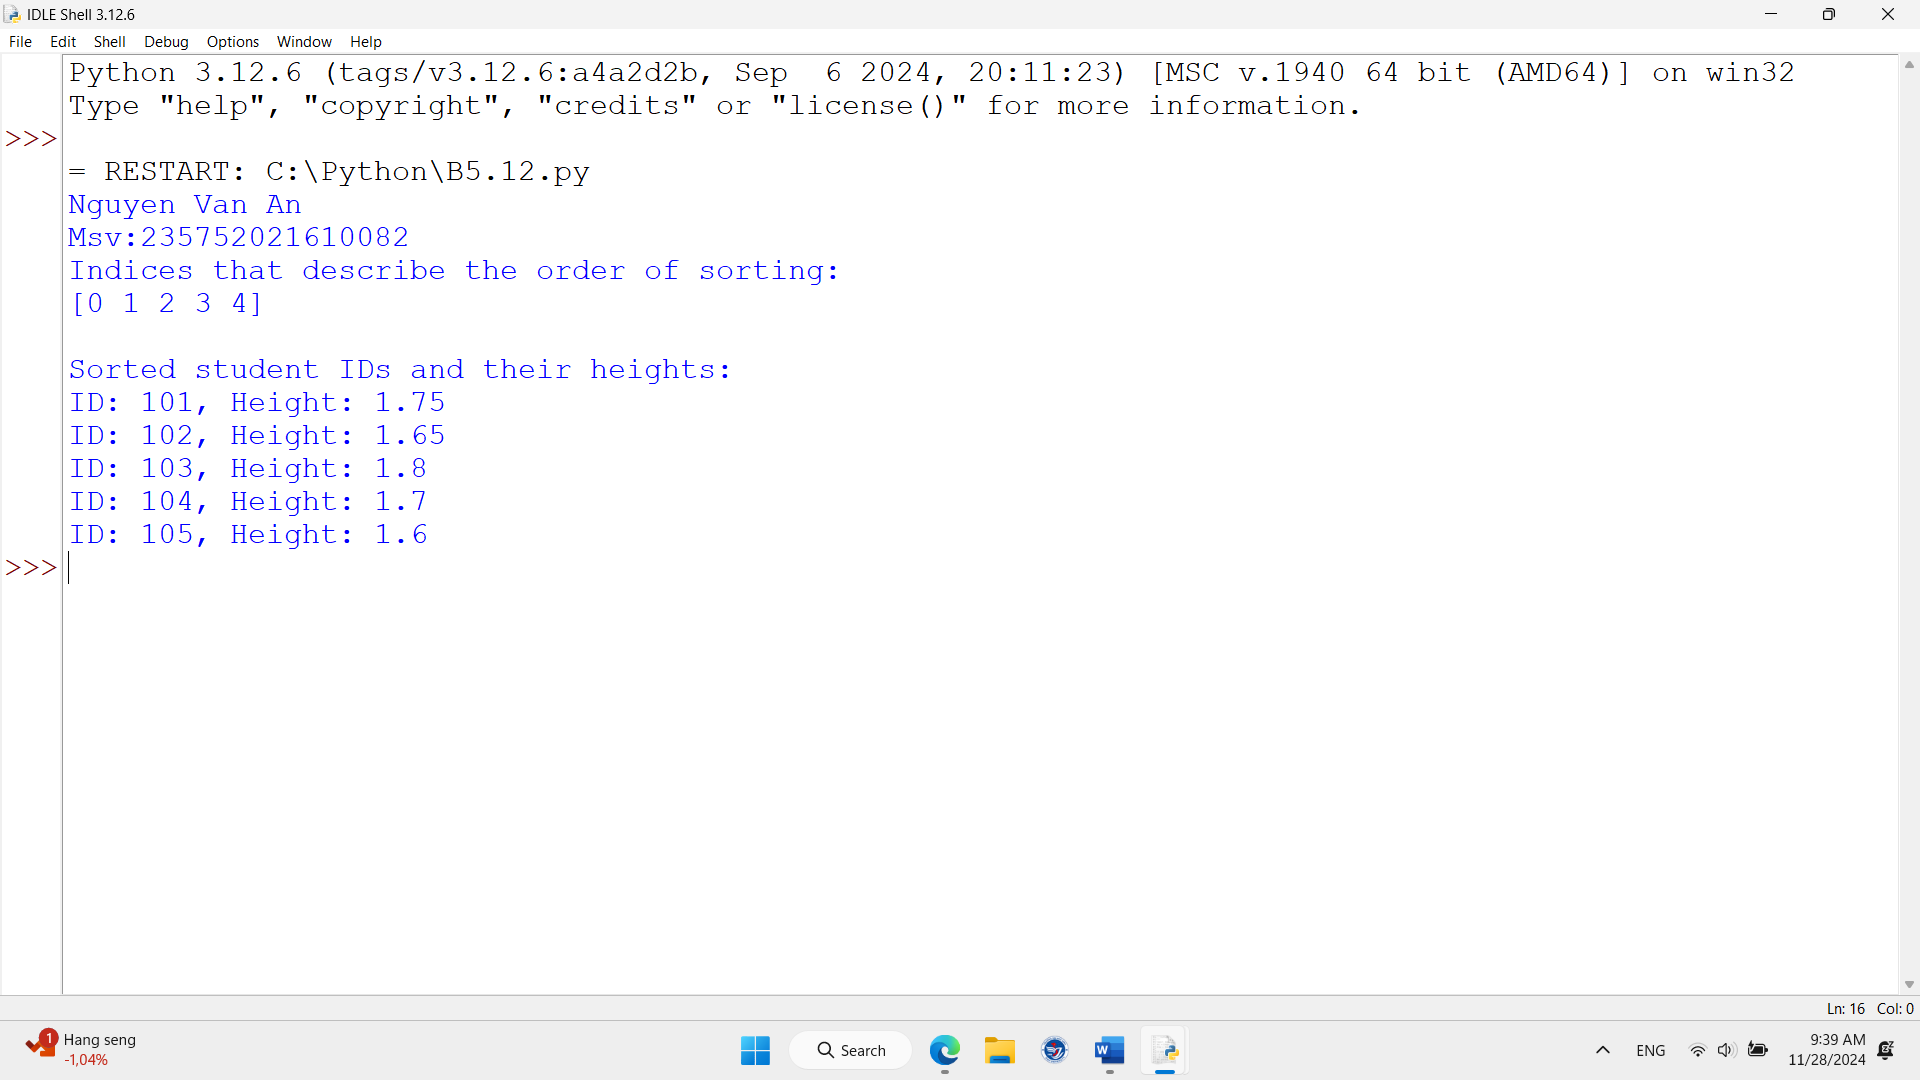 IDLE Shell 3.12.6
File Edit Shell Debug Options Window Help
Python 3.12.6 (tags/v3.12.6:a4a2d2b, Sep  6 2024, 20:11:23) [MSC v.1940 64 bit (AMD64)] on win32
Type "help", "copyright", "credits" or "license()" for more information.
>>>
= RESTART: C:\Python\B5.12.py
Nguyen Van An
Msv:235752021610082
Indices that describe the order of sorting:
[0 1 2 3 4]
Sorted student IDs and their heights:
ID: 101, Height: 1.75
ID: 102, Height: 1.65
ID: 103, Height: 1.8
ID: 104, Height: 1.7
ID: 105, Height: 1.6
>>>
Ln: 16 Col: 0
1
Hang seng
-1,04%
Search
W
ENG
9:39 AM
11/28/2024